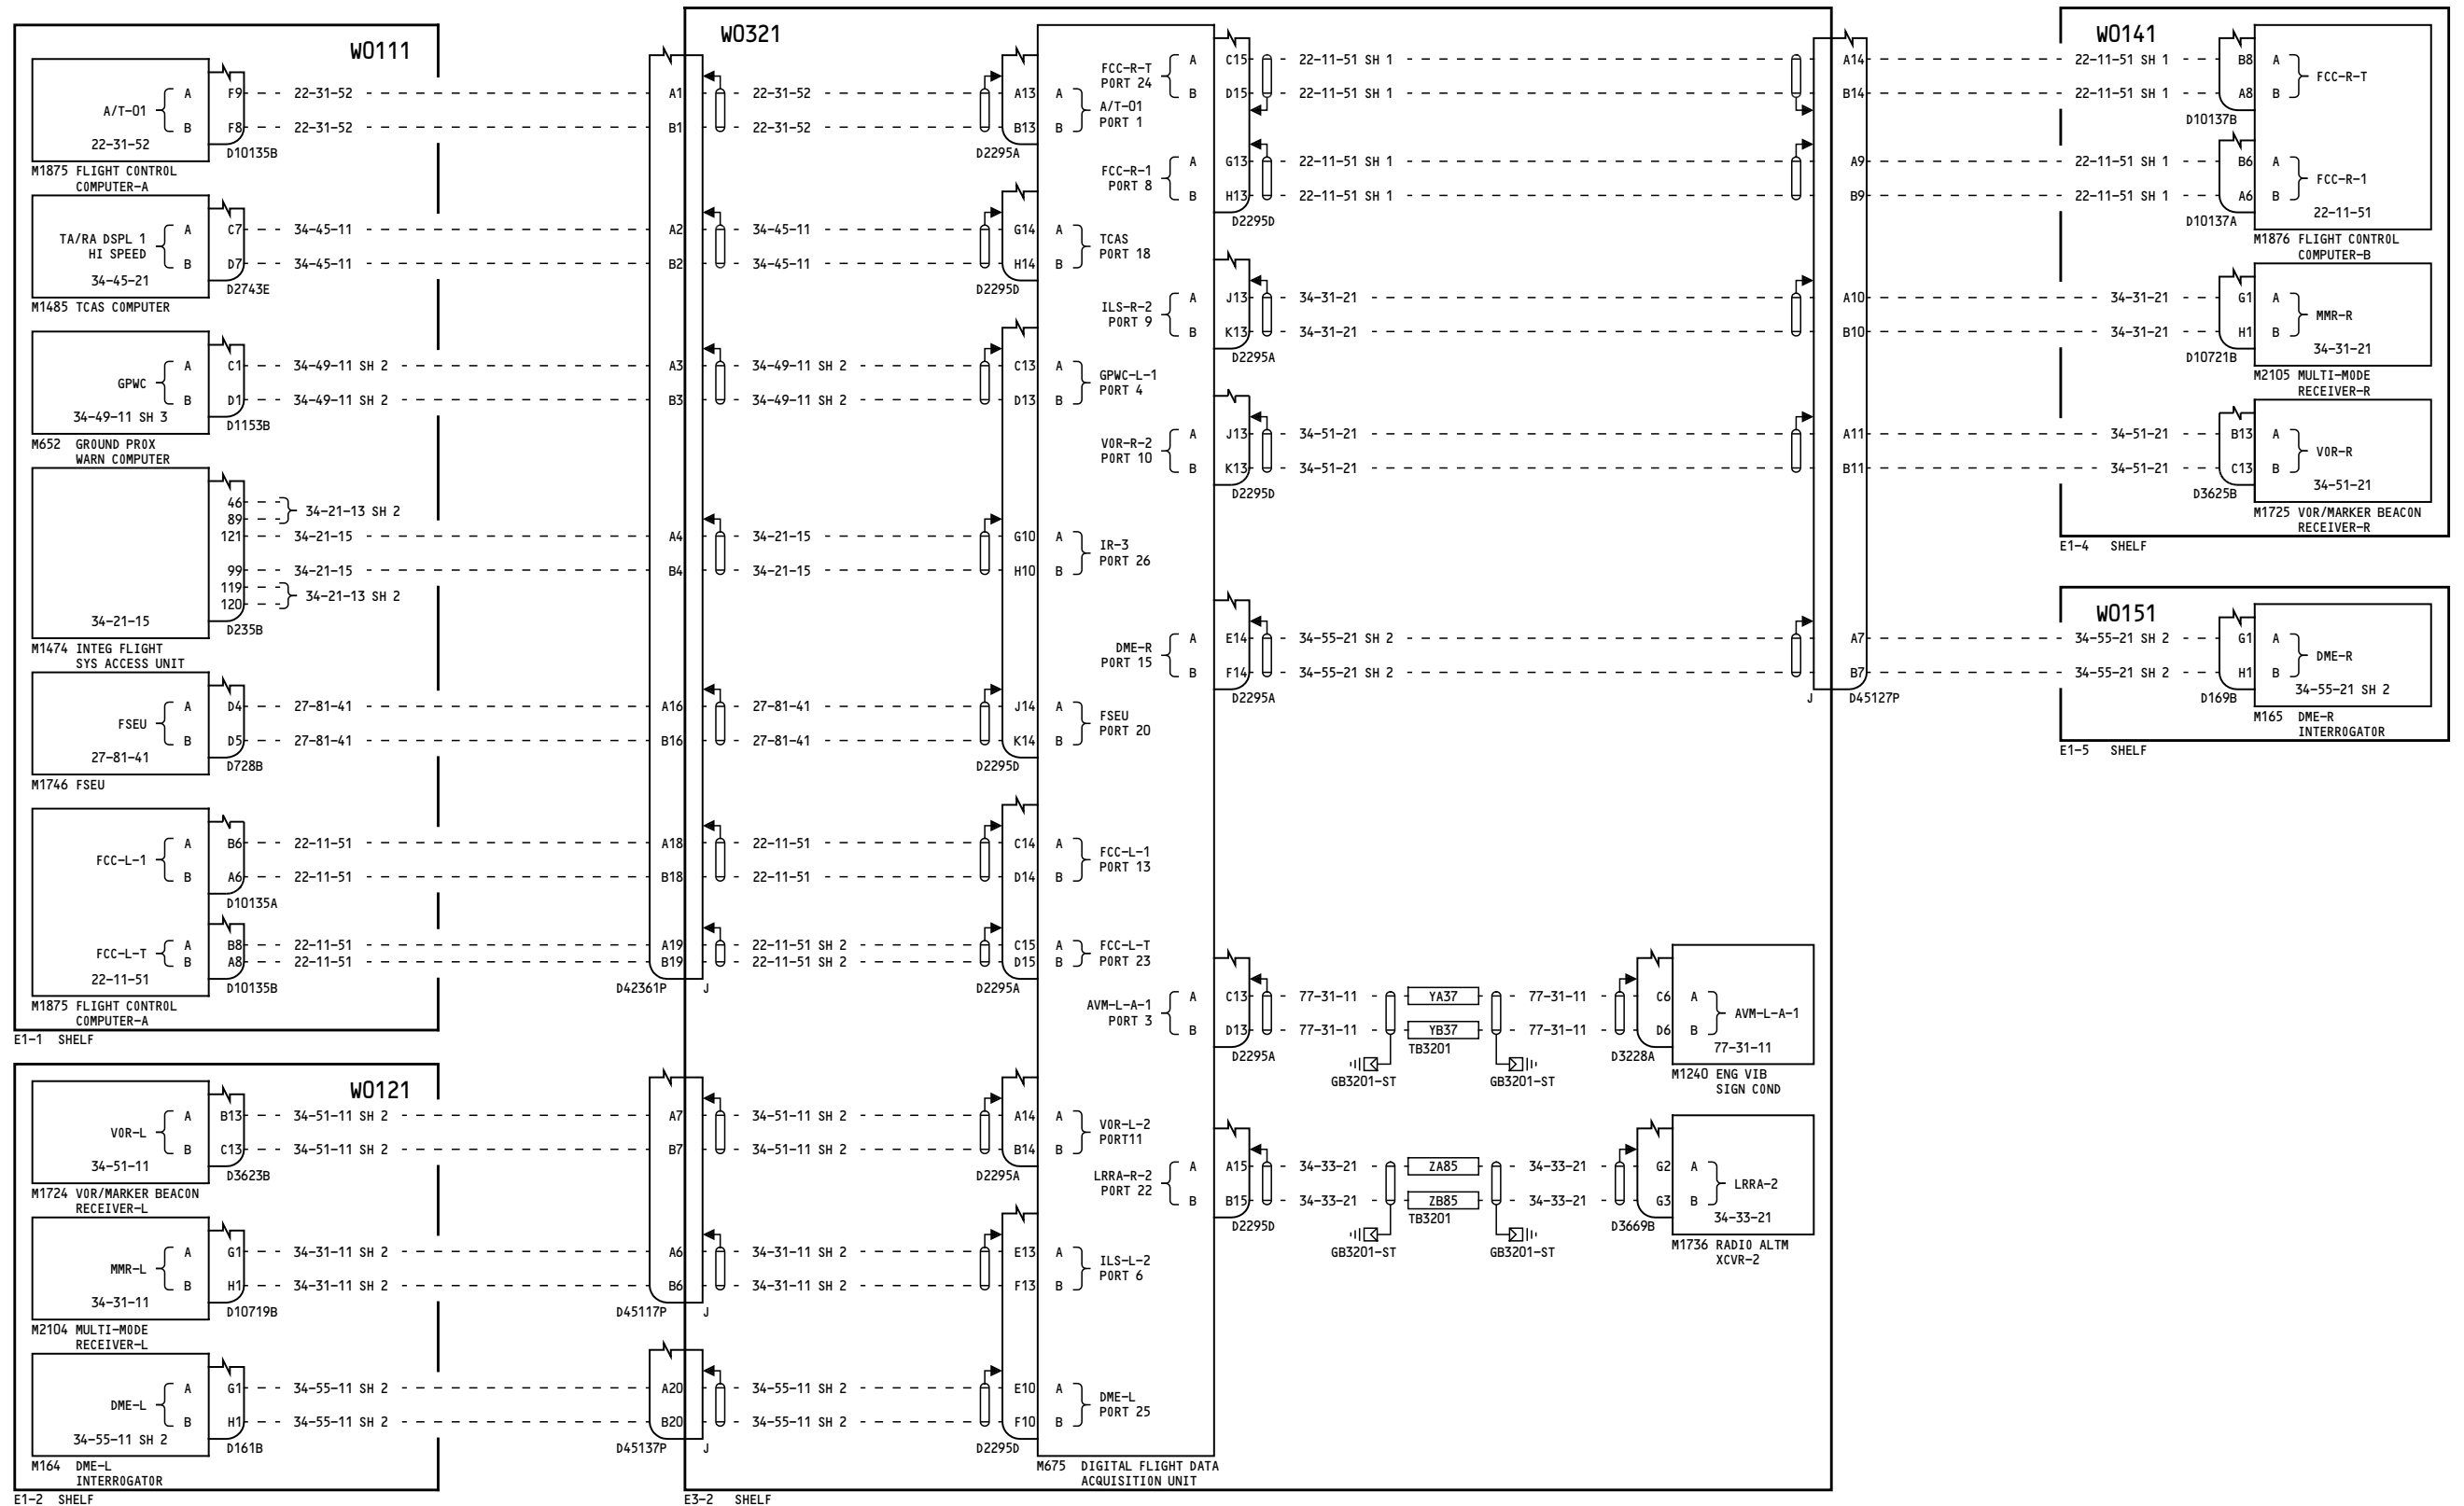 W0111
A
A/T-01
B
22-31-52
F9
22-31-52
F8
22-31-52
D10135B
M1875 FLIGHT CONTROL
COMPUTER-A
TA/RA DSPL 1
HI SPEED
A
B
34-45-21
C7
34-45-11
D7
34-45-11
D2743E
M1485 TCAS COMPUTER
GPWC
A
B
34-49-11 SH 3
C1
34-49-11 SH 2
D1
34-49-11 SH 2
D1153B
M652 GROUND PROX
WARN COMPUTER
46
89
34-21-13 SH 2
121
34-21-15
99
34-21-15
119
120
34-21-13 SH 2
34-21-15
D235B
M1474 INTEG FLIGHT
SYS ACCESS UNIT
FSEU
A
B
27-81-41
D4
27-81-41
D5
27-81-41
D728B
M1746 FSEU
FCC-L-1
A
B
B6
22-11-51
A6
22-11-51
D10135A
FCC-L-T
A
B
22-11-51
B8
22-11-51
A8
22-11-51
D10135B
M1875 FLIGHT CONTROL
COMPUTER-A
E1-1 SHELF
W0121
VOR-L
A
B
34-51-11
B13
34-51-11 SH 2
C13
34-51-11 SH 2
D3623B
M1724 VOR/MARKER BEACON
RECEIVER-L
MMR-L
A
B
34-31-11
G1
34-31-11 SH 2
H1
34-31-11 SH 2
D10719B
M2104 MULTI-MODE
RECEIVER-L
DME-L
A
B
34-55-11 SH 2
G1
34-55-11 SH 2
H1
34-55-11 SH 2
D161B
M164 DME-L
INTERROGATOR
E1-2 SHELF
W0321
A1
22-31-52
A13
A
B1
22-31-52
B13
B
A/T-01
PORT 1
D2295A
A2
34-45-11
G14
A
B2
34-45-11
H14
B
TCAS
PORT 18
D2295D
A3
34-49-11 SH 2
C13
A
B3
34-49-11 SH 2
D13
B
GPWC-L-1
PORT 4
A4
34-21-15
G10
A
B4
34-21-15
H10
B
IR-3
PORT 26
A16
27-81-41
J14
A
B16
27-81-41
K14
B
FSEU
PORT 20
D2295D
A18
22-11-51
C14
A
B18
22-11-51
D14
B
FCC-L-1
PORT 13
A19
22-11-51 SH 2
C15
A
B19
22-11-51 SH 2
D15
B
FCC-L-T
PORT 23
D42361P
J
D2295A
A7
34-51-11 SH 2
A14
A
B7
34-51-11 SH 2
B14
B
VOR-L-2
PORT11
D2295A
A6
34-31-11 SH 2
E13
A
B6
34-31-11 SH 2
F13
B
ILS-L-2
PORT 6
D45117P
J
A20
34-55-11 SH 2
E10
A
B20
34-55-11 SH 2
F10
B
DME-L
PORT 25
D45137P
J
D2295D
M675 DIGITAL FLIGHT DATA
ACQUISITION UNIT
E3-2 SHELF
FCC-R-T
PORT 24
A
B
C15
22-11-51 SH 1
D15
22-11-51 SH 1
FCC-R-1
PORT 8
A
B
G13
22-11-51 SH 1
H13
22-11-51 SH 1
D2295D
ILS-R-2
PORT 9
A
B
J13
34-31-21
K13
34-31-21
D2295A
VOR-R-2
PORT 10
A
B
J13
34-51-21
K13
34-51-21
D2295D
DME-R
PORT 15
A
B
E14
34-55-21 SH 2
F14
34-55-21 SH 2
D2295A
AVM-L-A-1
PORT 3
A
B
C13
77-31-11
YA37
77-31-11
C6
A
D13
77-31-11
YB37
77-31-11
D6
B
AVM-L-A-1
77-31-11
D2295A
TB3201
D3228A
GB3201-ST
GB3201-ST
M1240 ENG VIB
SIGN COND
LRRA-R-2
PORT 22
A
B
A15
34-33-21
ZA85
34-33-21
G2
A
B15
34-33-21
ZB85
34-33-21
G3
B
LRRA-2
34-33-21
D2295D
TB3201
D3669B
GB3201-ST
GB3201-ST
M1736 RADIO ALTM
XCVR-2
A14
22-11-51 SH 1
B14
22-11-51 SH 1
A9
22-11-51 SH 1
B9
22-11-51 SH 1
A10
34-31-21
B10
34-31-21
A11
34-51-21
B11
34-51-21
A7
34-55-21 SH 2
B7
34-55-21 SH 2
J
D45127P
W0141
B8
A
A8
B
FCC-R-T
D10137B
B6
A
A6
B
FCC-R-1
22-11-51
D10137A
M1876 FLIGHT CONTROL
COMPUTER-B
G1
A
H1
B
MMR-R
34-31-21
D10721B
M2105 MULTI-MODE
RECEIVER-R
B13
A
C13
B
VOR-R
34-51-21
D3625B
M1725 VOR/MARKER BEACON
RECEIVER-R
E1-4 SHELF
W0151
G1
A
H1
B
DME-R
34-55-21 SH 2
D169B
M165 DME-R
INTERROGATOR
E1-5 SHELF